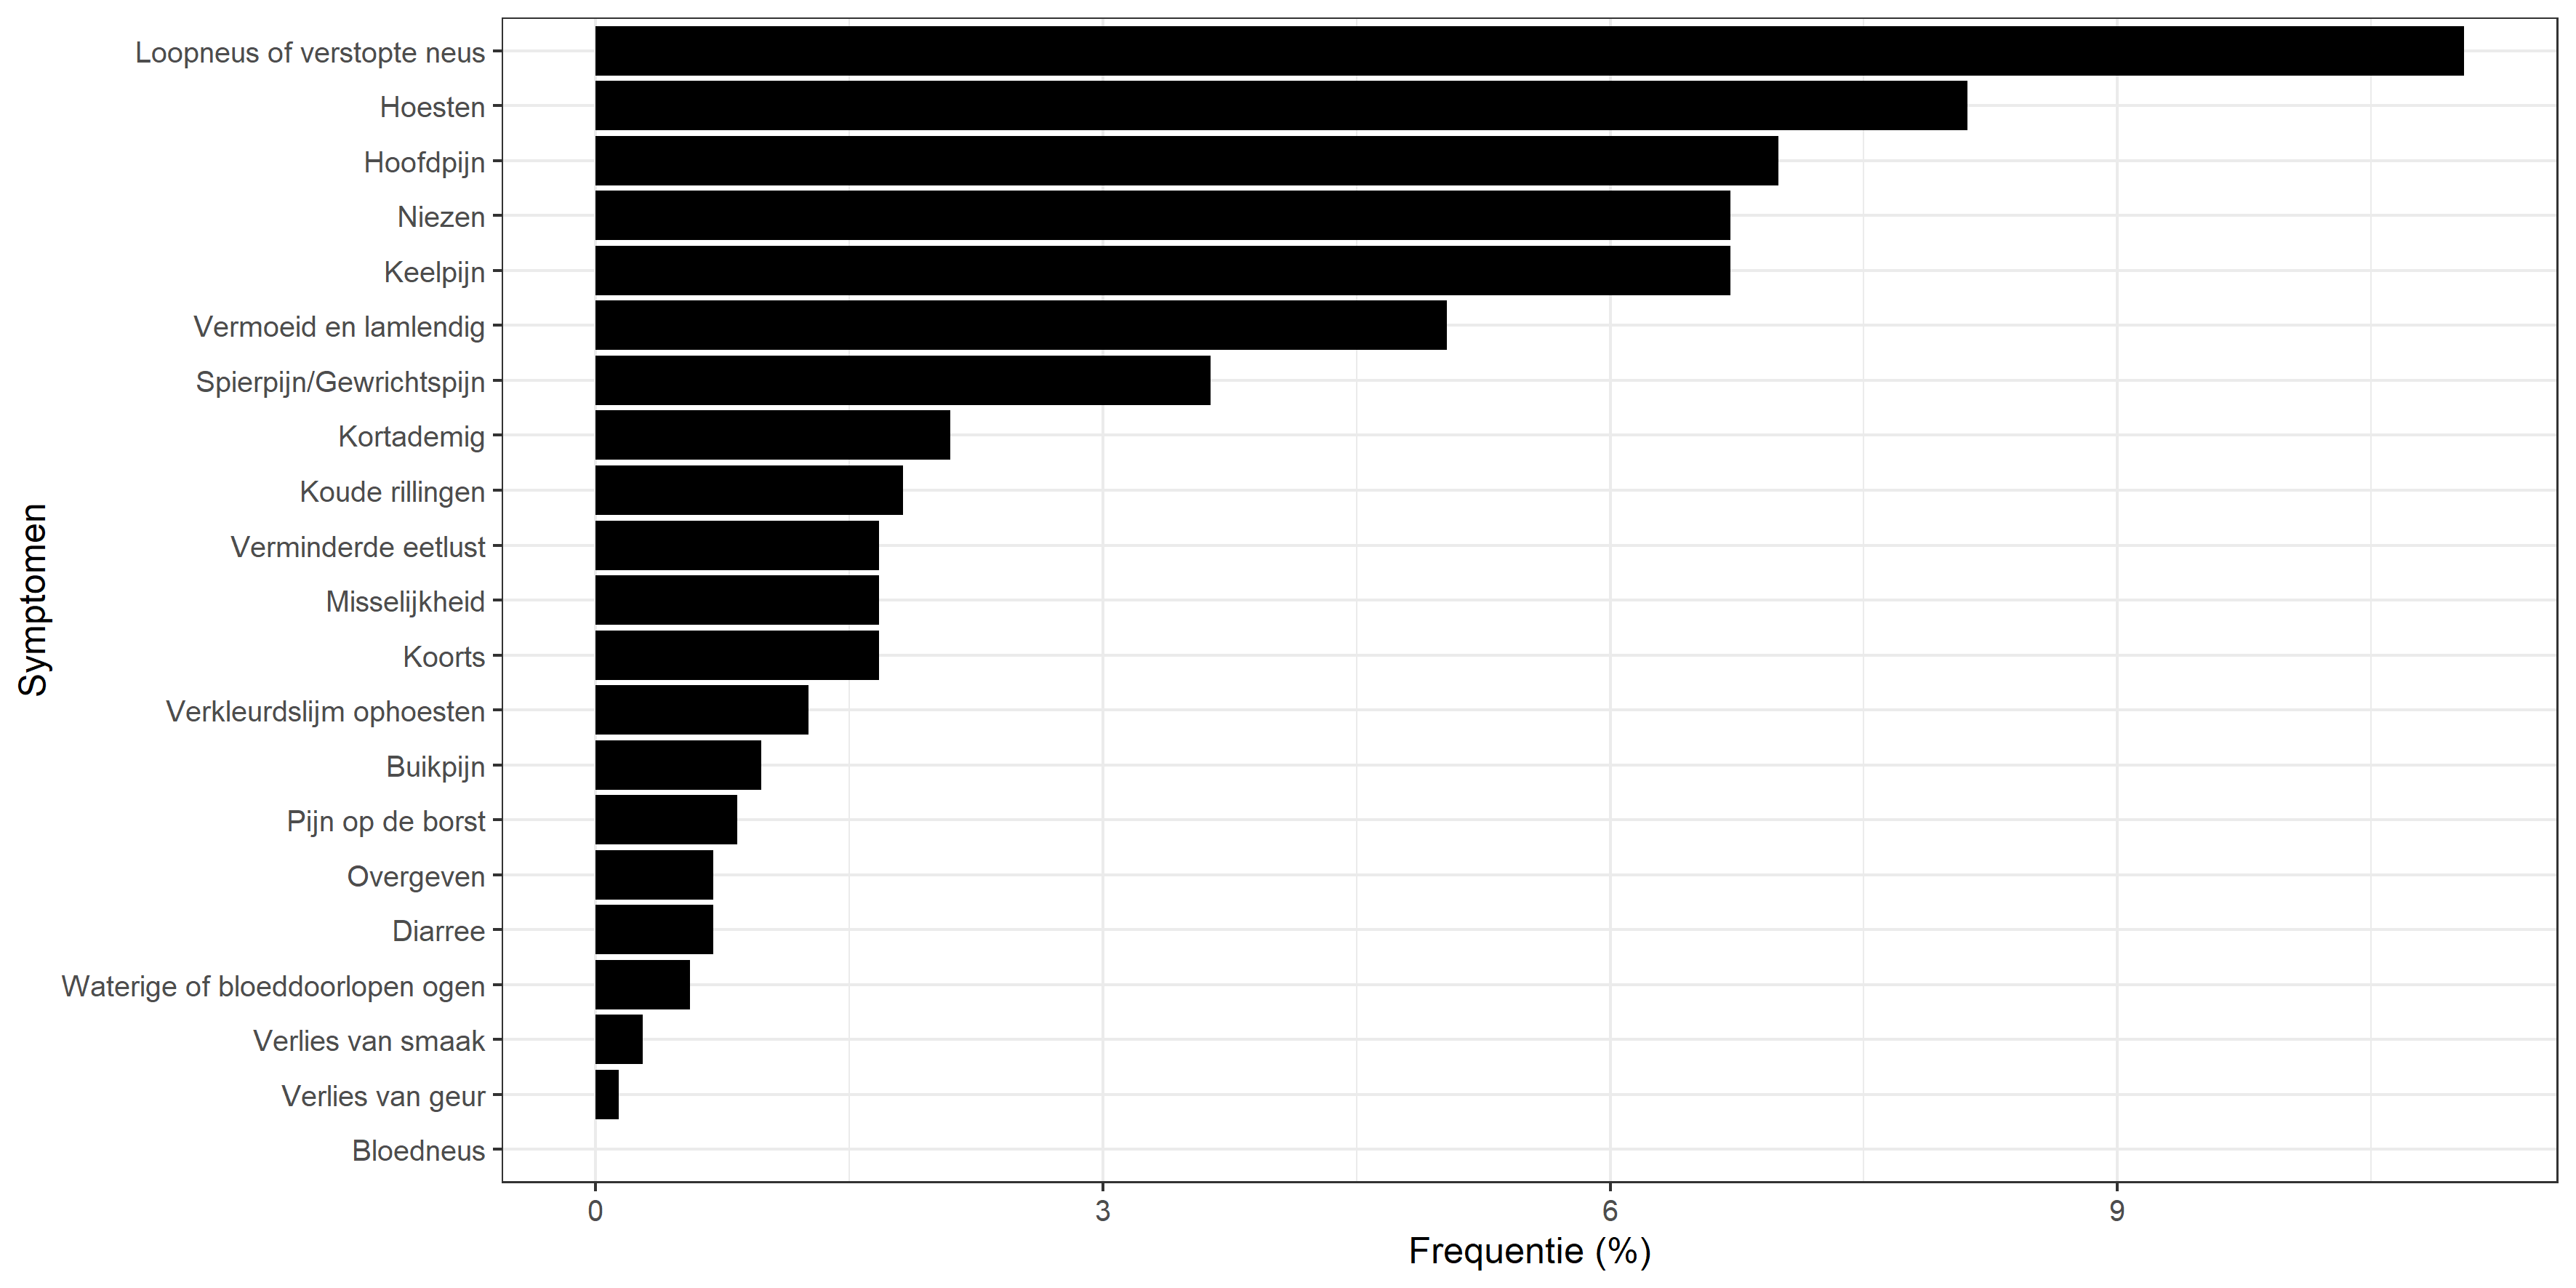 Loopneus of verstopte neus
Hoesten
Hoofdpijn
Niezen
Keelpijn
Vermoeid en lamlendig
Spierpijn/Gewrichtspijn
Kortademig
Koude rillingen
Verminderde eetlust
Misselijkheid
Koorts
Verkleurdslijm ophoesten
Buikpijn
Pijn op de borst
Overgeven
Diarree
Waterige of bloeddoorlopen ogen
Verlies van smaak
Verlies van geur
Bloedneus
Symptomen
0 3 6 9
Frequentie (%)